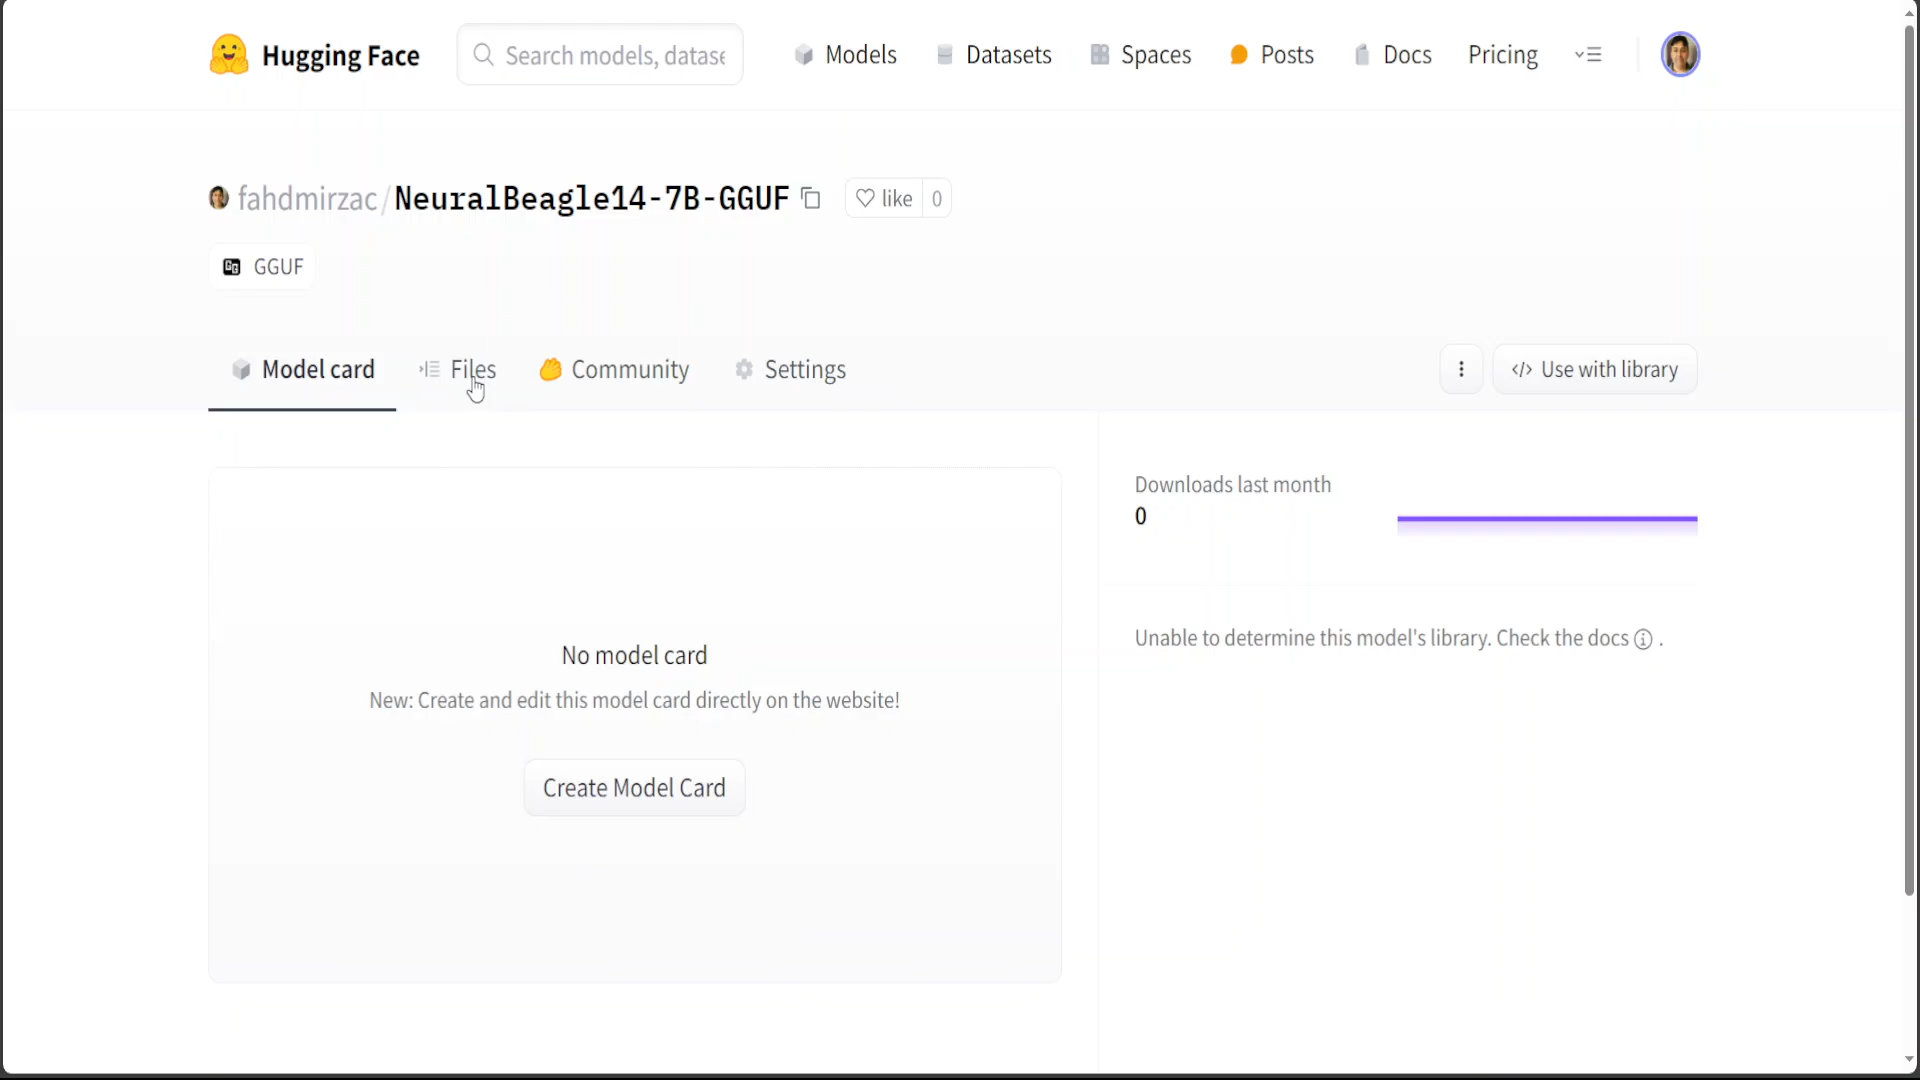 Hugging Face
Search models, datase
Models
Datasets
Spaces
Posts
Docs
Pricing
fahdmirzac/NeuralBeagle14-7B-GGUF
like 0
GGUF
Model card
Files
Community
Settings
Use with library
Downloads last month
0
Unable to determine this model's library. Check the docs .
No model card
New: Create and edit this model card directly on the website!
Create Model Card